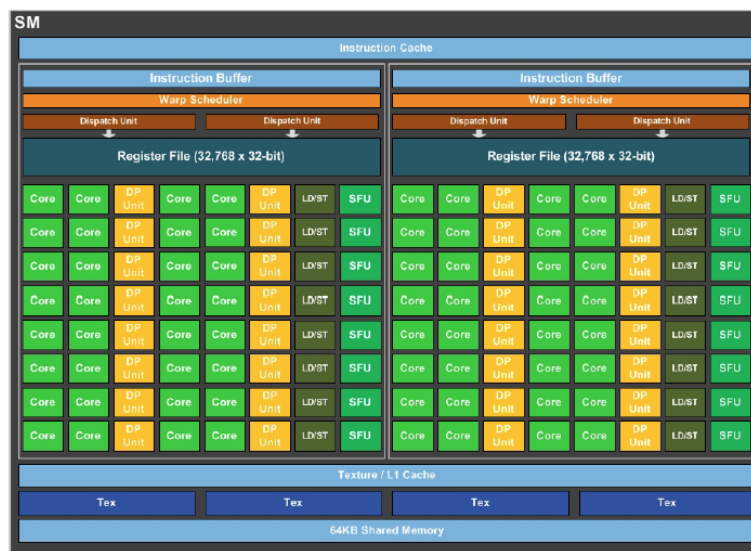 SM
Instruction Cache
Instruction Buffer Instruction Buffer
Warp Scheduler Warp Scheduler
Dispatch Unit Dispatch Unit Dispatch Unit Dispatch Unit
Register File (32,768 x 32-bit) Register File (32,768 x 32-bit)
Core Core DP Unit Core Core DP Unit LD/ST SFU Core Core DP Unit Core Core DP Unit LD/ST SFU
Core Core DP Unit Core Core DP Unit LD/ST SFU Core Core DP Unit Core Core DP Unit LD/ST SFU
Core Core DP Unit Core Core DP Unit LD/ST SFU Core Core DP Unit Core Core DP Unit LD/ST SFU
Core Core DP Unit Core Core DP Unit LD/ST SFU Core Core DP Unit Core Core DP Unit LD/ST SFU
Core Core DP Unit Core Core DP Unit LD/ST SFU Core Core DP Unit Core Core DP Unit LD/ST SFU
Core Core DP Unit Core Core DP Unit LD/ST SFU Core Core DP Unit Core Core DP Unit LD/ST SFU
Core Core DP Unit Core Core DP Unit LD/ST SFU Core Core DP Unit Core Core DP Unit LD/ST SFU
Core Core DP Unit Core Core DP Unit LD/ST SFU Core Core DP Unit Core Core DP Unit LD/ST SFU
Texture / L1 Cache
Tex Tex Tex Tex
64KB Shared Memory